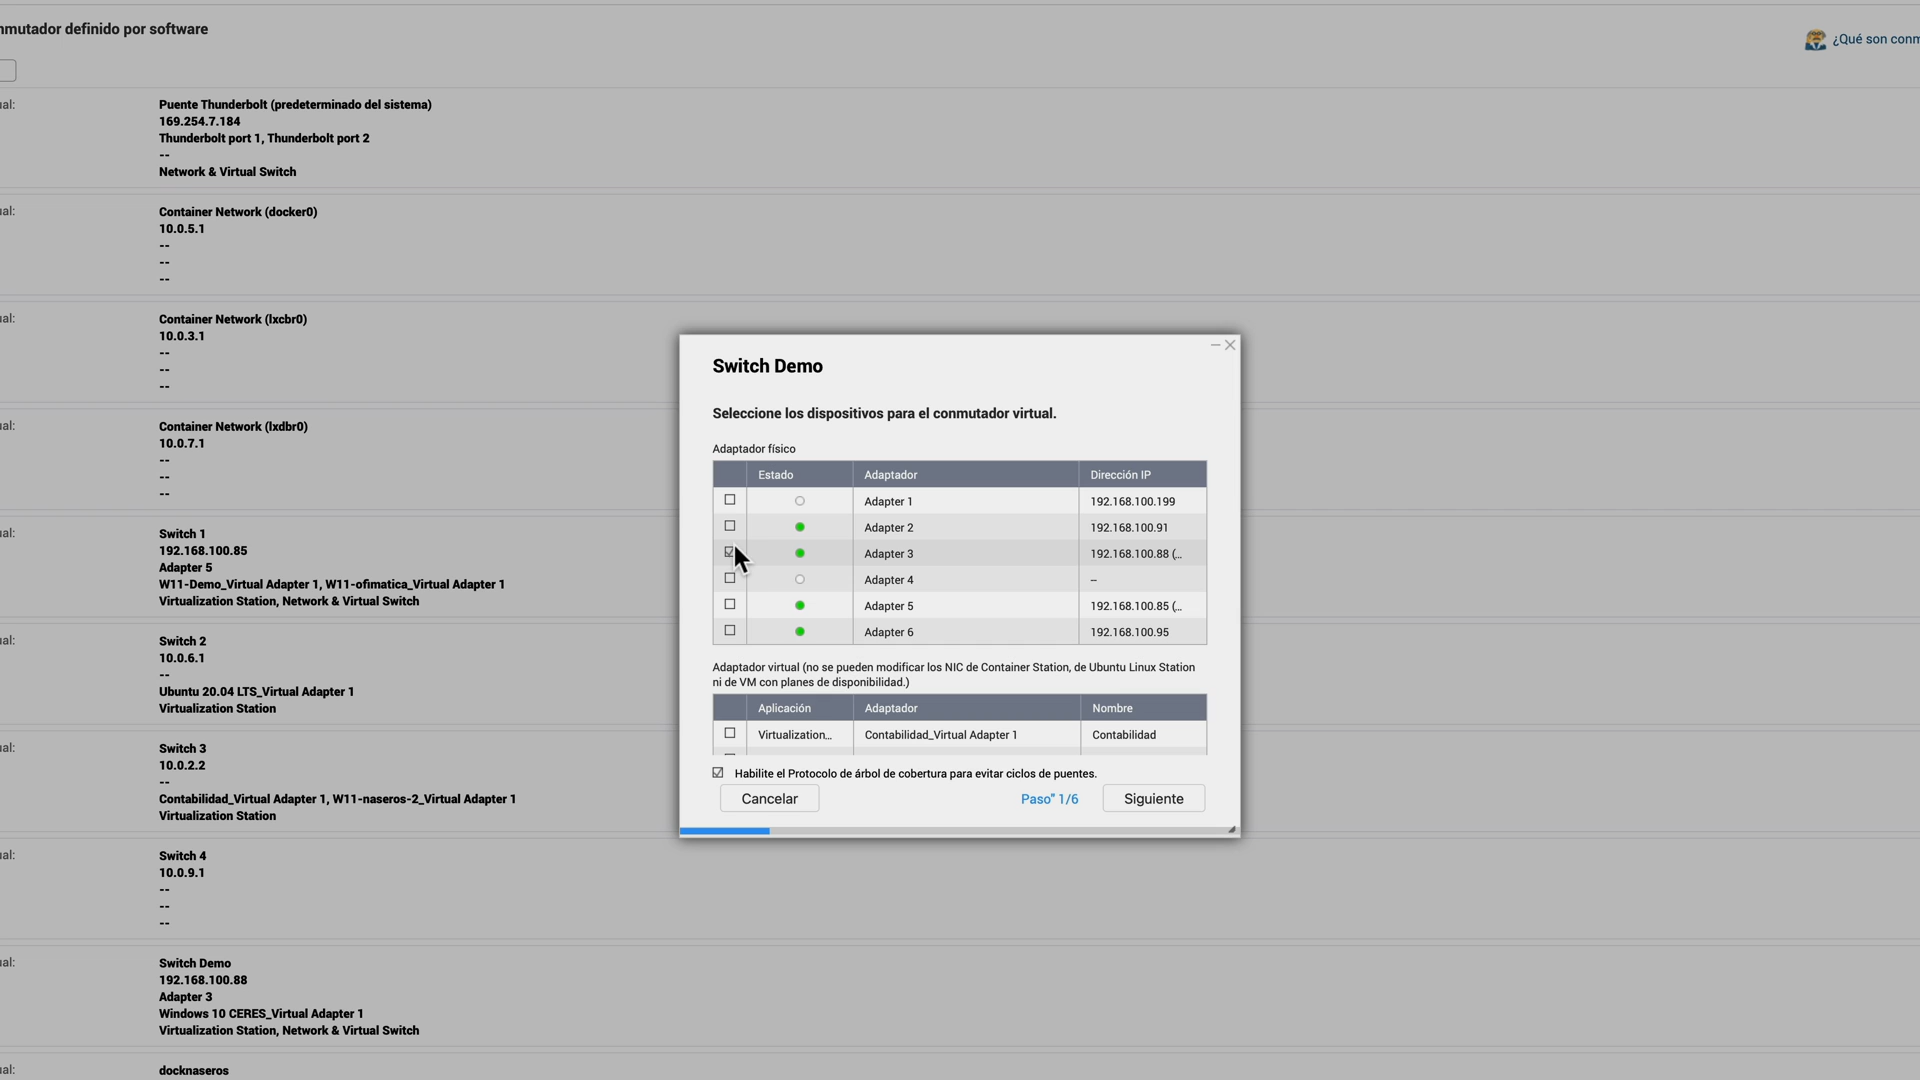 nmutador definido por software
¿Qué son conm
ual:
Puente Thunderbolt (predeterminado del sistema)
169.254.7.184
Thunderbolt port 1, Thunderbolt port 2
--
Network & Virtual Switch
ual:
Container Network (docker0)
10.0.5.1
--
--
--
ual:
Container Network (lxcbr0)
10.0.3.1
--
--
--
ual:
Container Network (lxdbr0)
10.0.7.1
--
--
--
ual:
Switch 1
192.168.100.85
Adapter 5
W11-Demo_Virtual Adapter 1, W11-ofimatica_Virtual Adapter 1
Virtualization Station, Network & Virtual Switch
ual:
Switch 2
10.0.6.1
--
Ubuntu 20.04 LTS_Virtual Adapter 1
Virtualization Station
ual:
Switch 3
10.0.2.2
--
Contabilidad_Virtual Adapter 1, W11-naseros-2_Virtual Adapter 1
Virtualization Station
ual:
Switch 4
10.0.9.1
--
--
--
ual:
Switch Demo
192.168.100.88
Adapter 3
Windows 10 CERES_Virtual Adapter 1
Virtualization Station, Network & Virtual Switch
ual:
docknaseros
Switch Demo
Seleccione los dispositivos para el conmutador virtual.
Adaptador físico
Estado Adaptador Dirección IP
Adapter 1 192.168.100.199
Adapter 2 192.168.100.91
Adapter 3 192.168.100.88 (...
Adapter 4 --
Adapter 5 192.168.100.85 (...
Adapter 6 192.168.100.95
Adaptador virtual (no se pueden modificar los NIC de Container Station, de Ubuntu Linux Station
ni de VM con planes de disponibilidad.)
Aplicación Adaptador Nombre
Virtualization... Contabilidad_Virtual Adapter 1 Contabilidad
Habilite el Protocolo de árbol de cobertura para evitar ciclos de puentes.
Cancelar Paso" 1/6 Siguiente